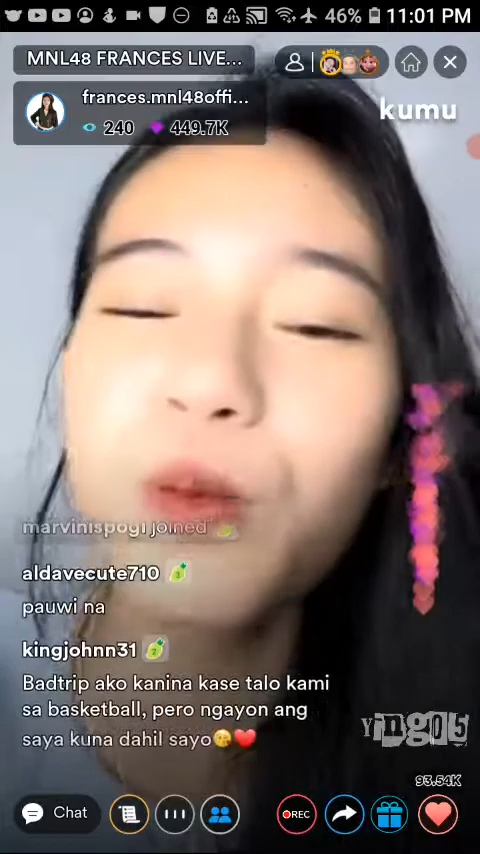 46% 11:01 PM
MNL48 FRANCES LIVE...
frances.mnl48offi...
240 449.7K
kumu
marvinispogi joined
aldavecute710
pauwi na
kingjohnn31
Badtrip ako kanina kase talo kami
sa basketball, pero ngayon ang
saya kuna dahil sayo😘❤️
Ying05
93.54K
Chat
REC